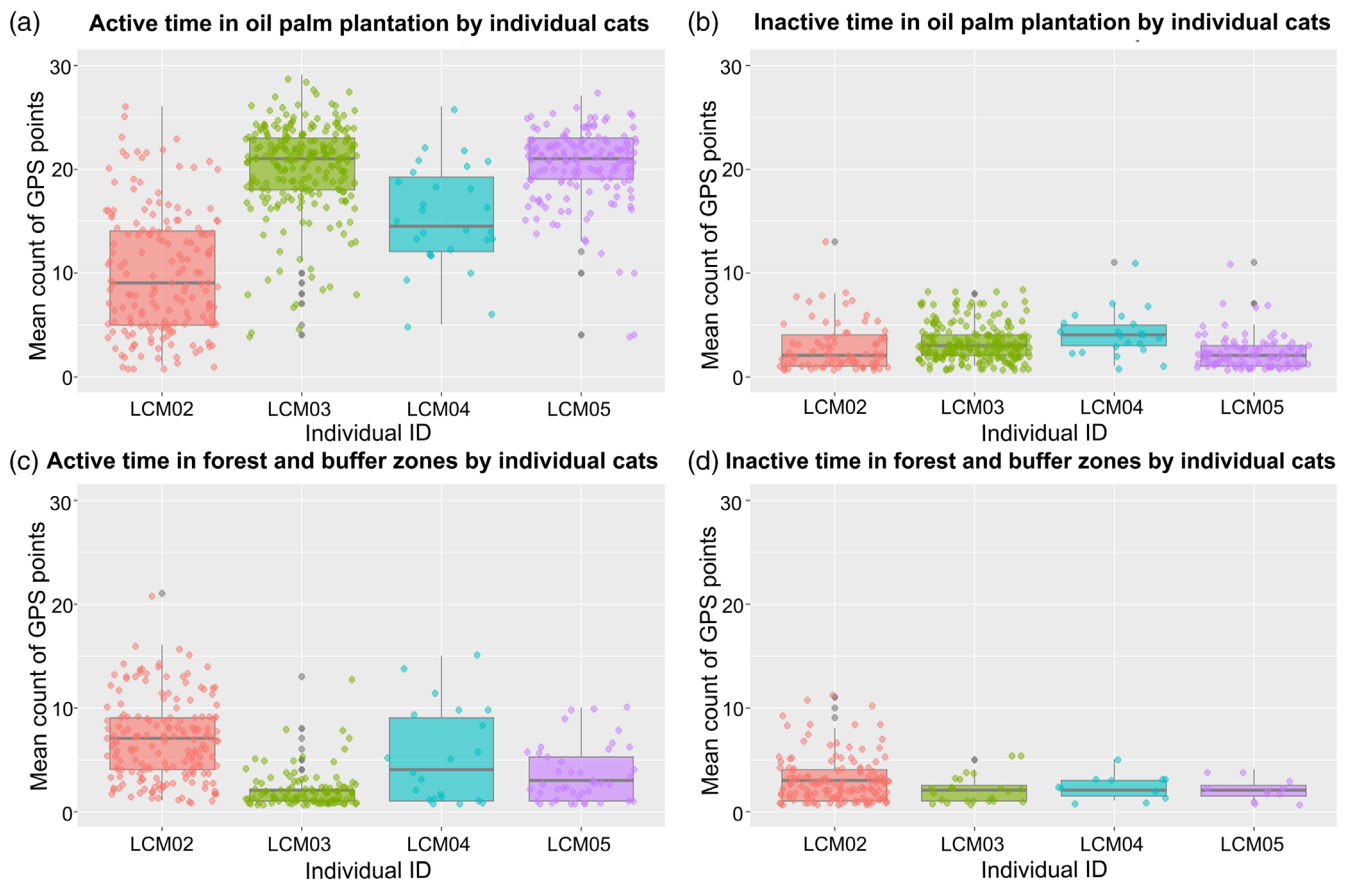 (a) Active time in oil palm plantation by individual cats
Mean count of GPS points
30
20
10
0
LCM02 LCM03 LCM04 LCM05
Individual ID
(b) Inactive time in oil palm plantation by individual cats
Mean count of GPS points
30
20
10
0
LCM02 LCM03 LCM04 LCM05
Individual ID
(c) Active time in forest and buffer zones by individual cats
Mean count of GPS points
30
20
10
0
LCM02 LCM03 LCM04 LCM05
Individual ID
(d) Inactive time in forest and buffer zones by individual cats
Mean count of GPS points
30
20
10
0
LCM02 LCM03 LCM04 LCM05
Individual ID